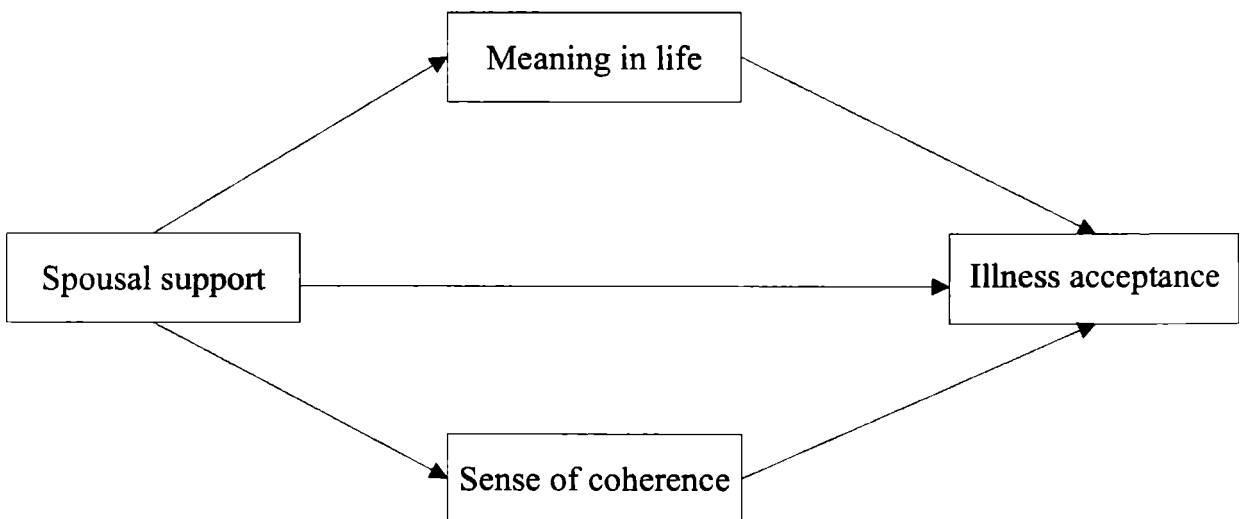 Meaning in life
Spousal support
Illness acceptance
Sense of coherence